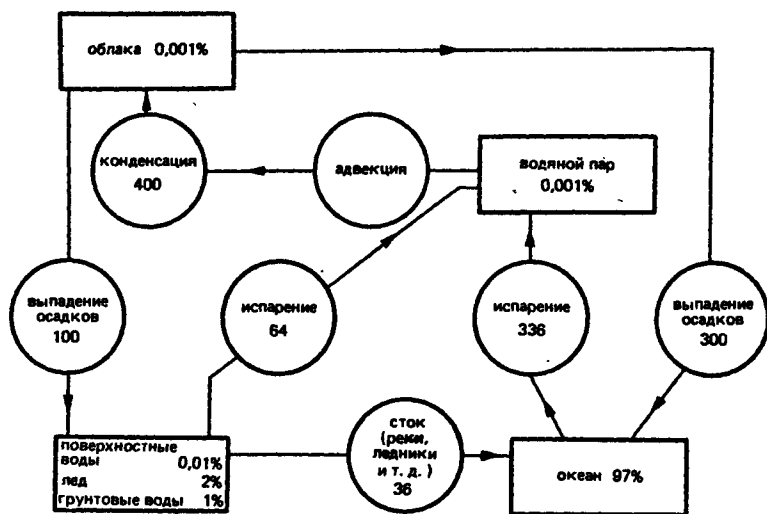 облака 0,001%
конденсация
400
адвекция
водяной пар
0,001%
выпадение
осадков
100
испарение
64
испарение
336
выпадение
осадков
300
поверхностные
воды 0,01%
лед 2%
грунтовые воды 1%
сток
(реки,
ледники
и т. д.)
36
океан 97%